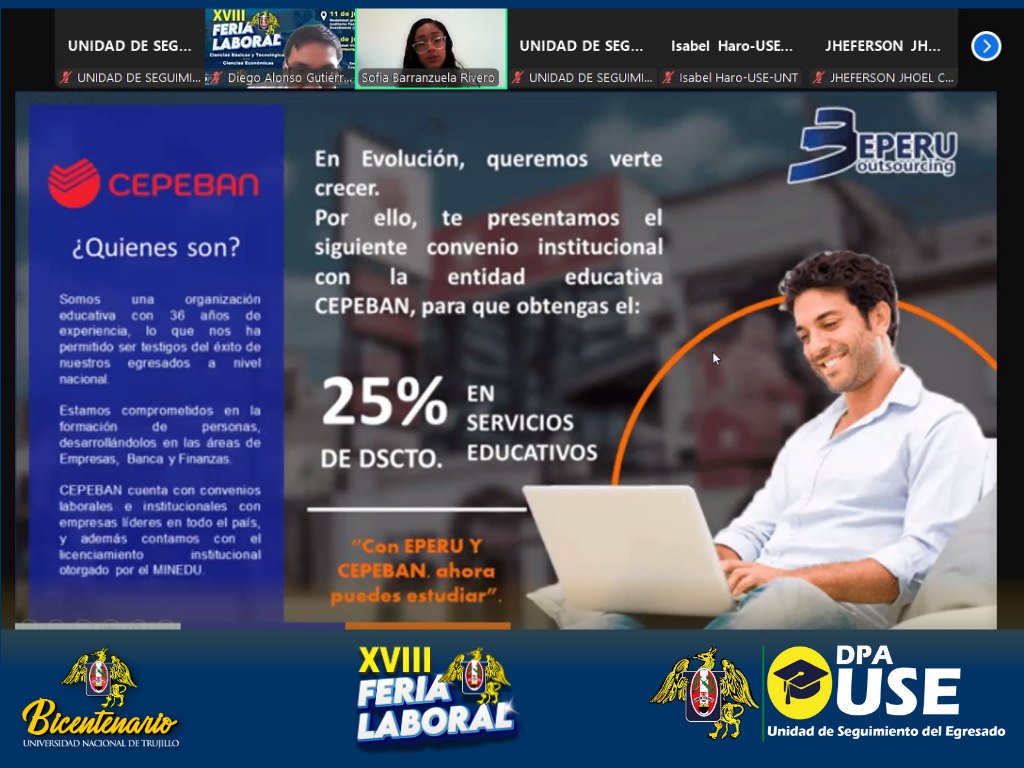 UNIDAD DE SEG...
XVIII
FERIA
LABORAL
Ciencias Básicas y Tecnológicas
Ciencias Económicas
UNIDAD DE SEG...
Isabel Haro-USE...
JHEFERSON JH...
UNIDAD DE SEGUIMI...
Diego Alonso Gutiérr...
Sofía Barranzuela Rivero
UNIDAD DE SEGUIMI...
Isabel Haro-USE-UNT
JHEFERSON JHOEL C...
CEPEBAN
¿Quienes son?
Somos una organización
educativa con 36 años de
experiencia, lo que nos ha
permitido ser testigos del éxito de
nuestros egresados a nivel
nacional.
Estamos comprometidos en la
formación de personas,
desarrollándolos en las áreas de
Empresas, Banca y Finanzas.
CEPEBAN cuenta con convenios
laborales e institucionales con
empresas líderes en todo el país,
y además contamos con el
licenciamiento institucional
otorgado por el MINEDU.
En Evolución, queremos verte
crecer.
Por ello, te presentamos el
siguiente convenio institucional
con la entidad educativa
CEPEBAN, para que obtengas el:
25%
DE DSCTO.
EN
SERVICIOS
EDUCATIVOS
“Con EPERU Y
CEPEBAN. ahora
puedes estudiar”.
EPERU
outsourcing
Bicentenario
UNIVERSIDAD NACIONAL DE TRUJILLO
XVIII
FERIA
LABORAL
DPA
USE
Unidad de Seguimiento del Egresado